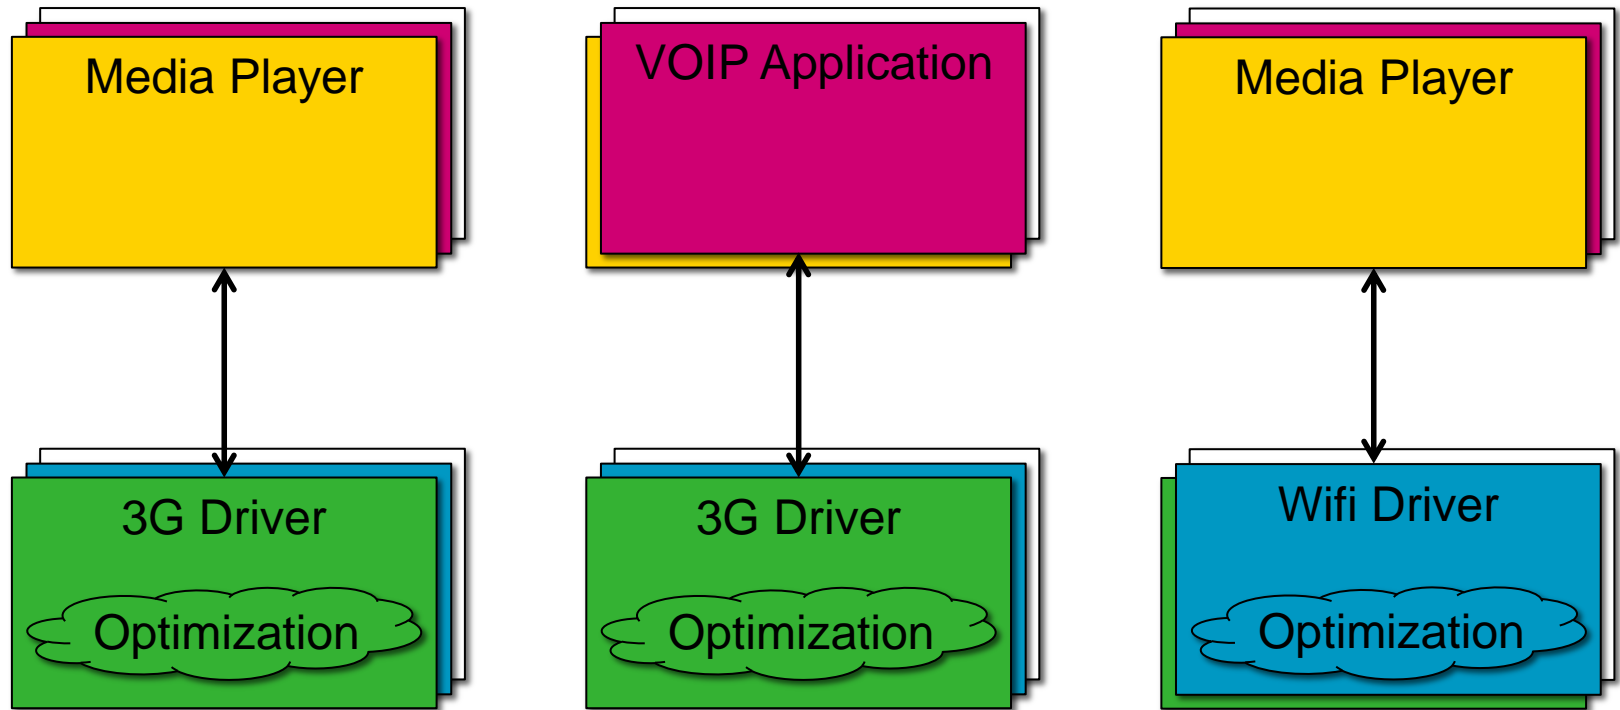 Media Player
VOIP Application
Media Player
3G Driver
3G Driver
Wifi Driver
Optimization
Optimization
Optimization